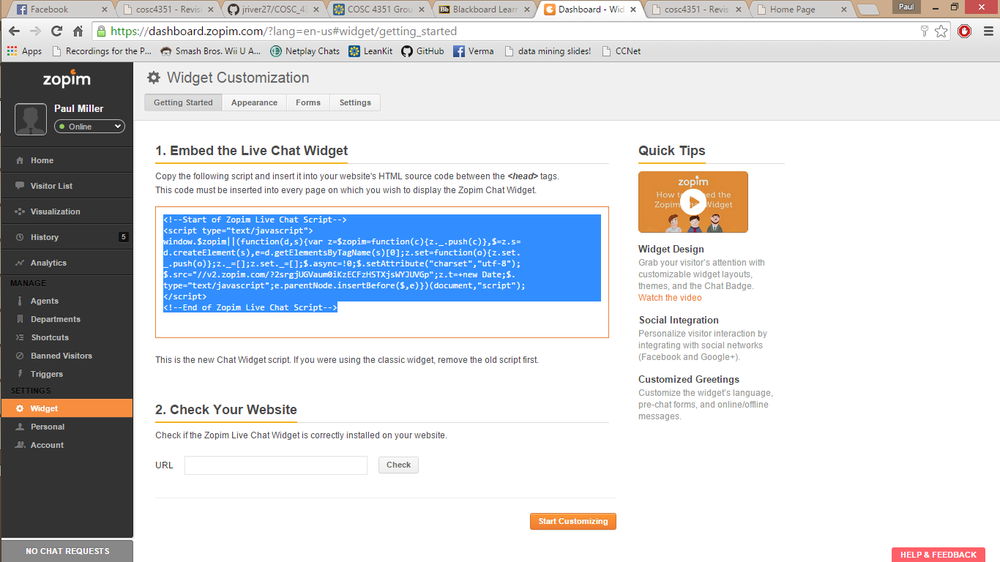 Facebook
cosc4351 - Revis
jriver27/COSC_43
COSC 4351 Grou
Blackboard Learn
Dashboard - Wid
cosc4351 - Revis
Home Page
Paul
https://dashboard.zopim.com/?lang=en-us#widget/getting_started
Apps
Recordings for the P...
Smash Bros. Wii U A...
Netplay Chats
LeanKit
GitHub
Verma
data mining slides!
CCNet
zopim
Paul Miller
Online
Home
Visitor List
Visualization
History 5
Analytics
MANAGE
Agents
Departments
Shortcuts
Banned Visitors
Triggers
SETTINGS
Widget
Personal
Account
NO CHAT REQUESTS
Widget Customization
Getting Started
Appearance
Forms
Settings
1. Embed the Live Chat Widget
Copy the following script and insert it into your website's HTML source code between the <head> tags.
This code must be inserted into every page on which you wish to display the Zopim Chat Widget.
<!--Start of Zopim Live Chat Script-->
<script type="text/javascript">
window.$zopim||(function(d,s){var z=$zopim=function(c){z._.push(c)},$=z.s=
d.createElement(s),e=d.getElementsByTagName(s)[0];z.set=function(o){z.set.
_.push(o)};z._=[];z.set._=[];$.async=!0;$.setAttribute("charset","utf-8");
$.src="//v2.zopim.com/?2srgjUGVaum0iKzECFzHSTXjsWYJUVGp";z.t=+new Date;$.
type="text/javascript";e.parentNode.insertBefore($,e)})(document,"script");
</script>
<!--End of Zopim Live Chat Script-->
This is the new Chat Widget script. If you were using the classic widget, remove the old script first.
2. Check Your Website
Check if the Zopim Live Chat Widget is correctly installed on your website.
URL
Check
Start Customizing
Quick Tips
zopim
How to ed the
Zopim Widget
Widget Design
Grab your visitor's attention with
customizable widget layouts,
themes, and the Chat Badge.
Watch the video
Social Integration
Personalize visitor interaction by
integrating with social networks
(Facebook and Google+).
Customized Greetings
Customize the widget's language,
pre-chat forms, and online/offline
messages.
HELP & FEEDBACK